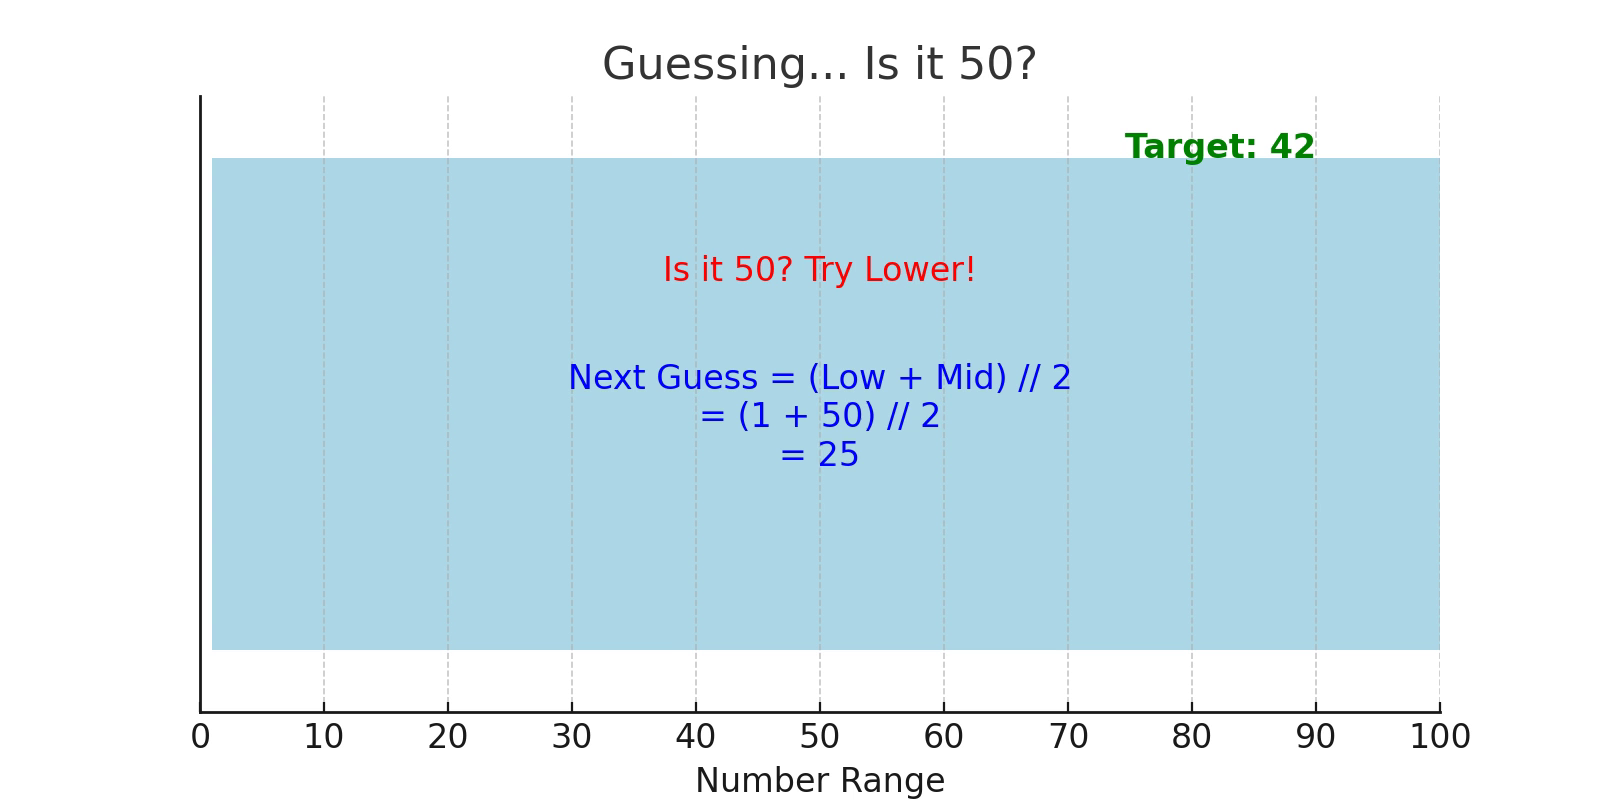 Guessing... Is it 50?
Target: 42
Is it 50? Try Lower!
Next Guess = (Low + Mid) // 2
= (1 + 50) // 2
= 25
0 10 20 30 40 50 60 70 80 90 100
Number Range